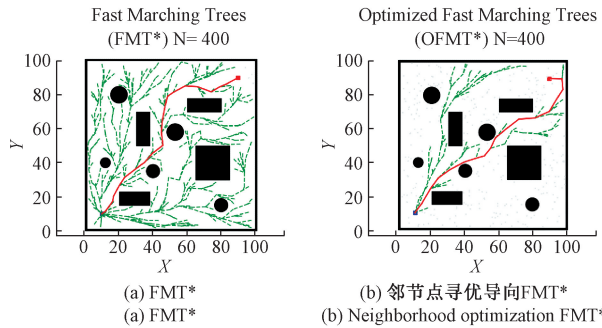 Fast Marching Trees
(FMT*) N= 400
100
80
60
40
20
0
Y
20 40 60 80 100
X
(a) FMT*
(a) FMT*
Optimized Fast Marching Trees
(OFMT*) N=400
100
80
60
40
20
0
Y
20 40 60 80 100
X
(b) 邻节点寻优导向FMT*
(b) Neighborhood optimization FMT*